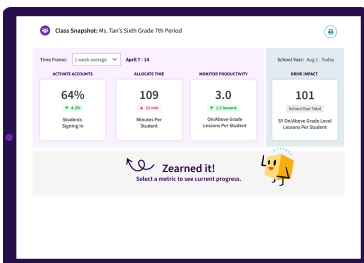 Class Snapshot: Ms. Tan's Sixth Grade 7th Period
Time Frame: 1 week average April 7 - 14
School Year: Aug 1 - Today
ACTIVATE ACCOUNTS
64%
↑ 4.3%
Students
Signing In
ALLOCATE TIME
109
↓ 12 min
Minutes Per
Student
MONITOR PRODUCTIVITY
3.0
↑ 1.2 lessons
On/Above Grade
Lessons Per Student
DRIVE IMPACT
101
School Year Total
SY On/Above Grade Level
Lessons Per Student
Zearned it!
Select a metric to see current progress.